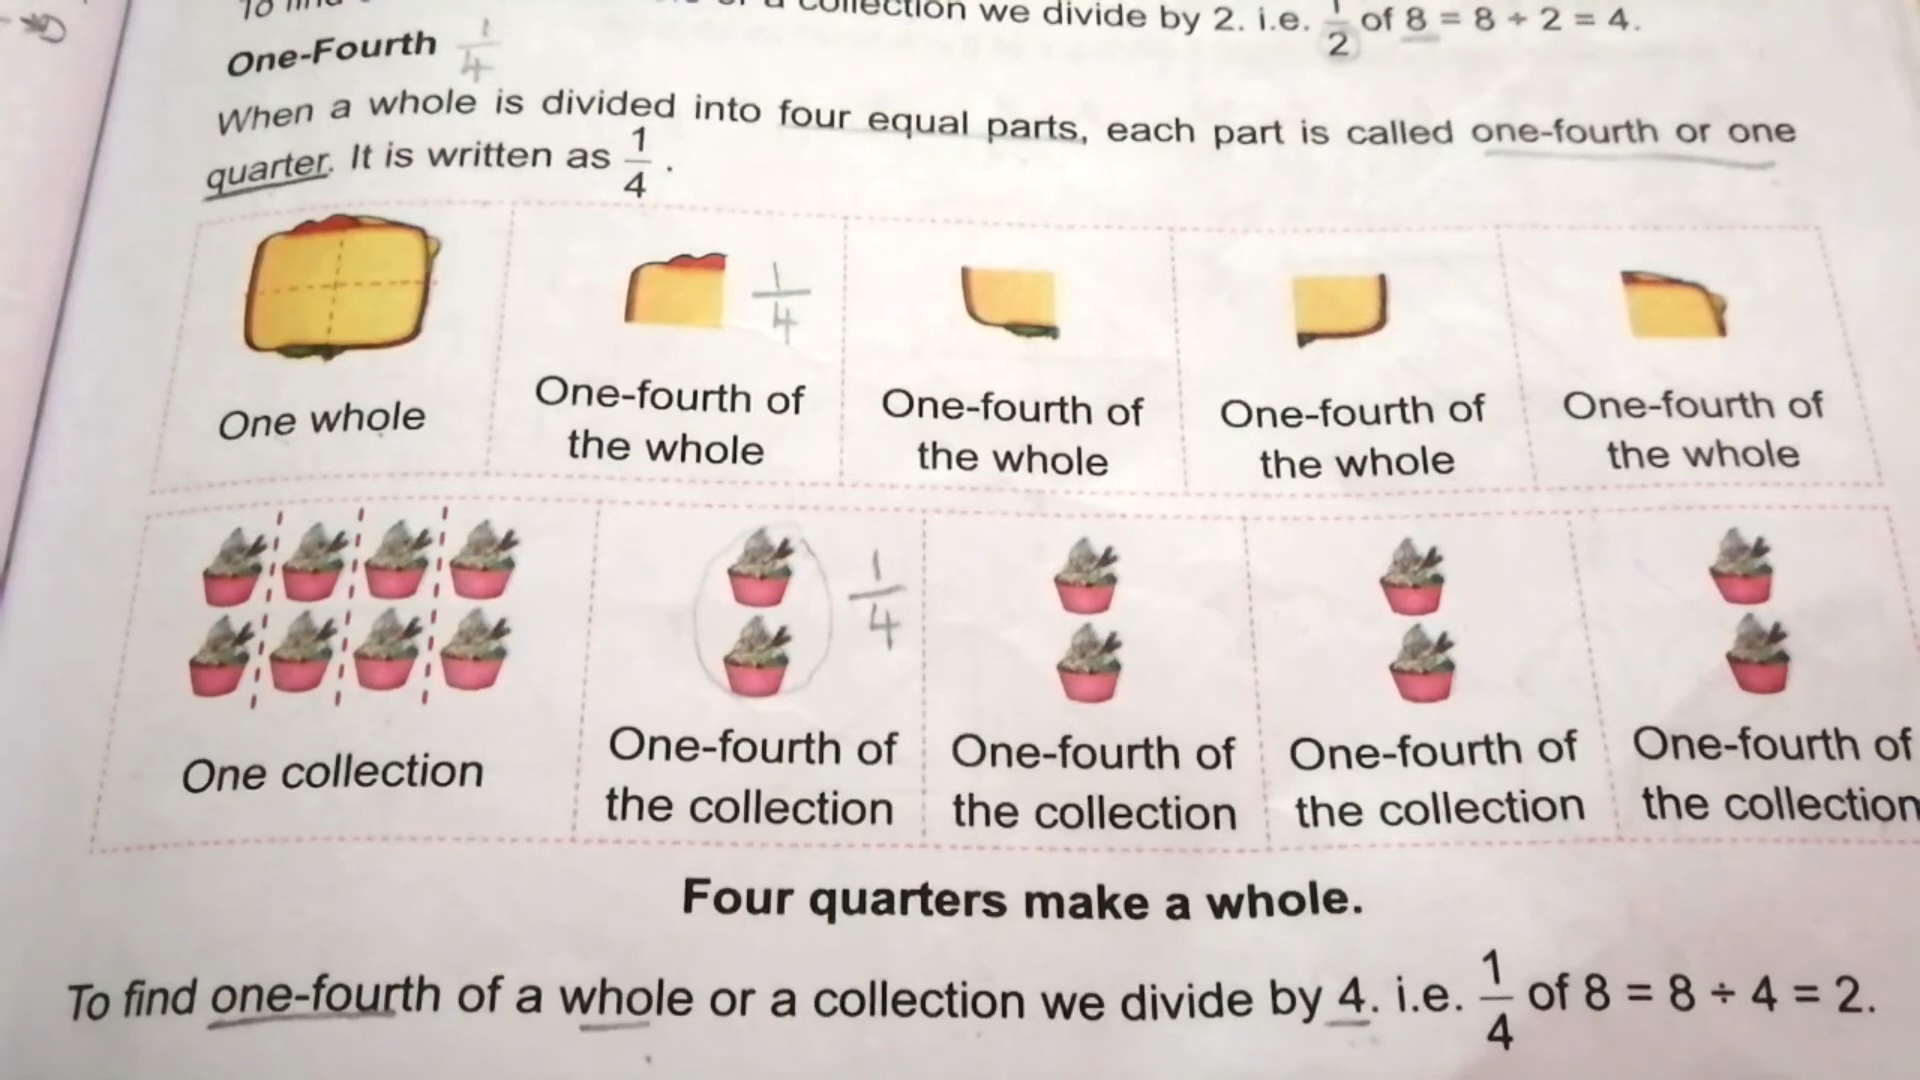 collection we divide by 2. i.e. 1/2 of 8 = 8 ÷ 2 = 4.
One-Fourth 1/4
When a whole is divided into four equal parts, each part is called one-fourth or one
quarter. It is written as 1/4.
1/4
One whole
One-fourth of
the whole
One-fourth of
the whole
One-fourth of
the whole
One-fourth of
the whole
1/4
One collection
One-fourth of
the collection
One-fourth of
the collection
One-fourth of
the collection
One-fourth of
the collection
Four quarters make a whole.
To find one-fourth of a whole or a collection we divide by 4. i.e. 1/4 of 8 = 8 ÷ 4 = 2.